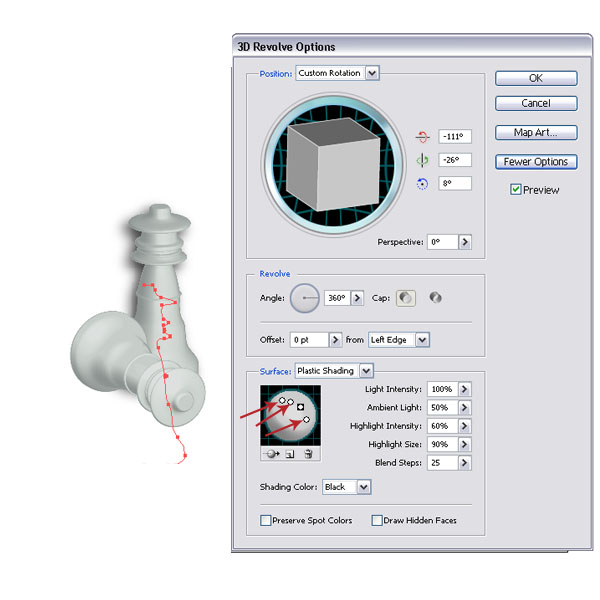 3D Revolve Options
Position: Custom Rotation
OK
Cancel
Map Art...
Fewer Options
Preview
-111°
-26°
8°
Perspective: 0°
Revolve
Angle: 360° Cap:
Offset: 0 pt from Left Edge
Surface: Plastic Shading
Light Intensity: 100%
Ambient Light: 50%
Highlight Intensity: 60%
Highlight Size: 90%
Blend Steps: 25
Shading Color: Black
Preserve Spot Colors Draw Hidden Faces